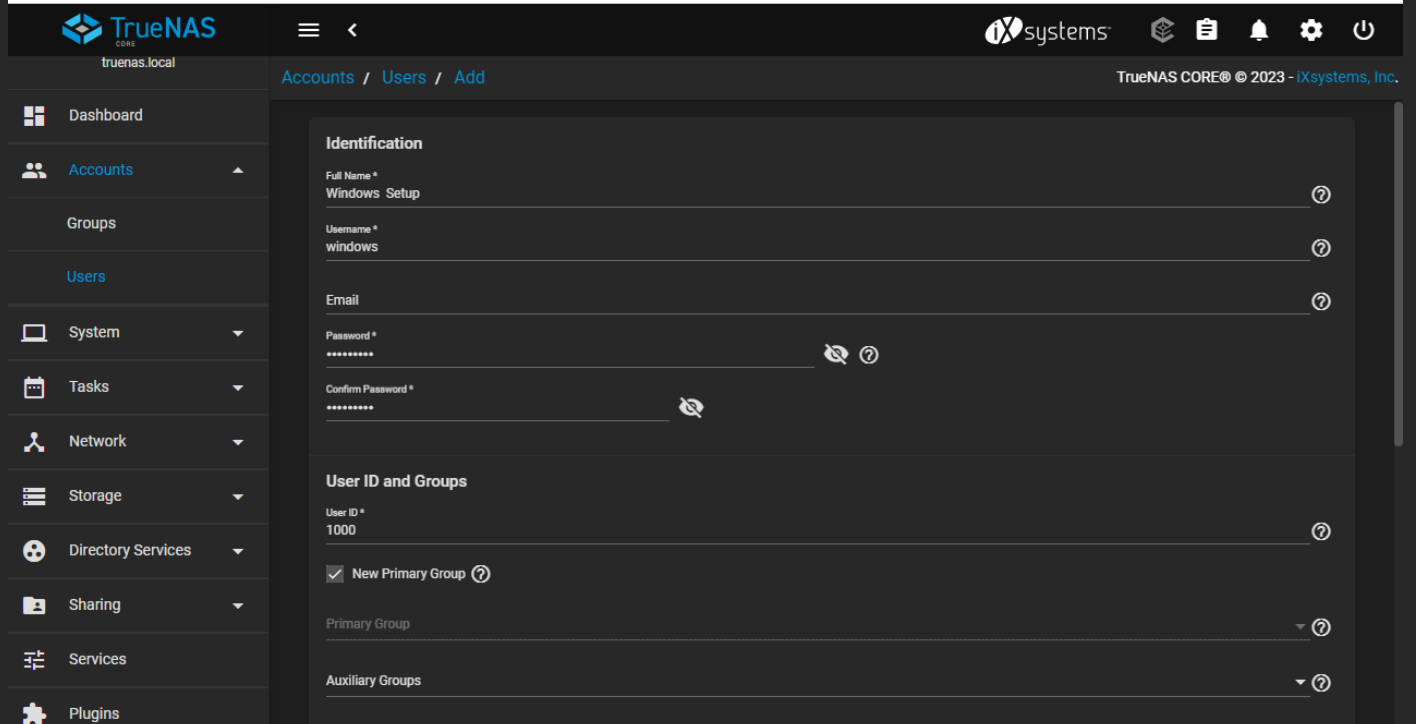 TrueNAS
CORE
iXsystems
truenas.local
Accounts / Users / Add
TrueNAS CORE® © 2023 - iXsystems, Inc.
Dashboard
Accounts
Groups
Users
System
Tasks
Network
Storage
Directory Services
Sharing
Services
Plugins
Identification
Full Name *
Windows Setup
Username *
windows
Email
Password *
•••••••••
Confirm Password *
•••••••••
User ID and Groups
User ID *
1000
New Primary Group
Primary Group
Auxiliary Groups